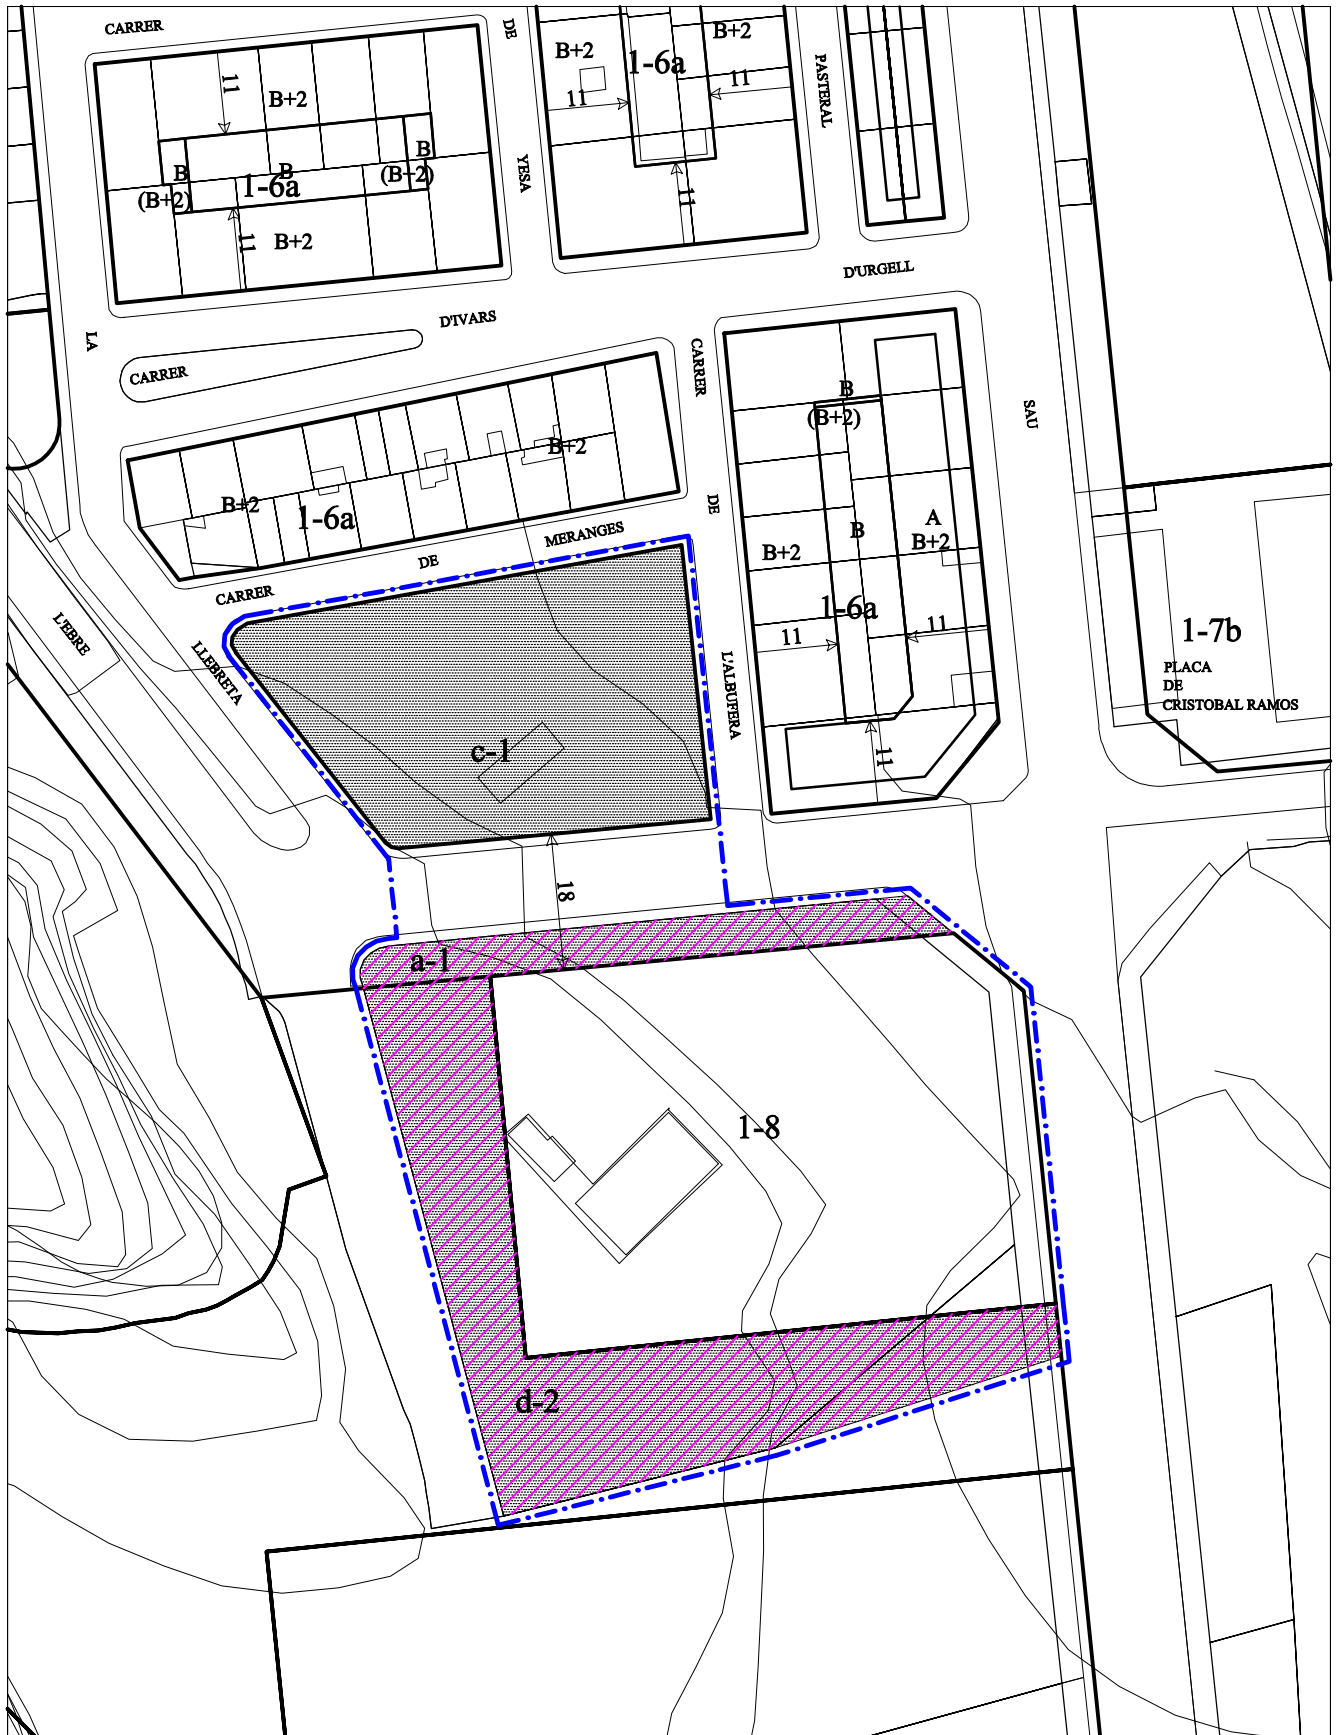 CARRER
DE
B+2
1-6a
B+2
PASTERAL
11
11
11
B+2
B
B
B
(B+2)
(B+2)
1-6a
YESA
11
B+2
11
D'URGELL
D'IVARS
LA
CARRER
CARRER
B
(B+2)
SAU
B+2
B+2
1-6a
DE
MERANGES
DE
CARRER
A
B
B+2
B+2
1-6a
11
11
11
L'EBRE
LLEBRETA
L'ALBUFERA
1-7b
PLACA
DE
CRISTOBAL RAMOS
c-1
18
a-1
1-8
d-2